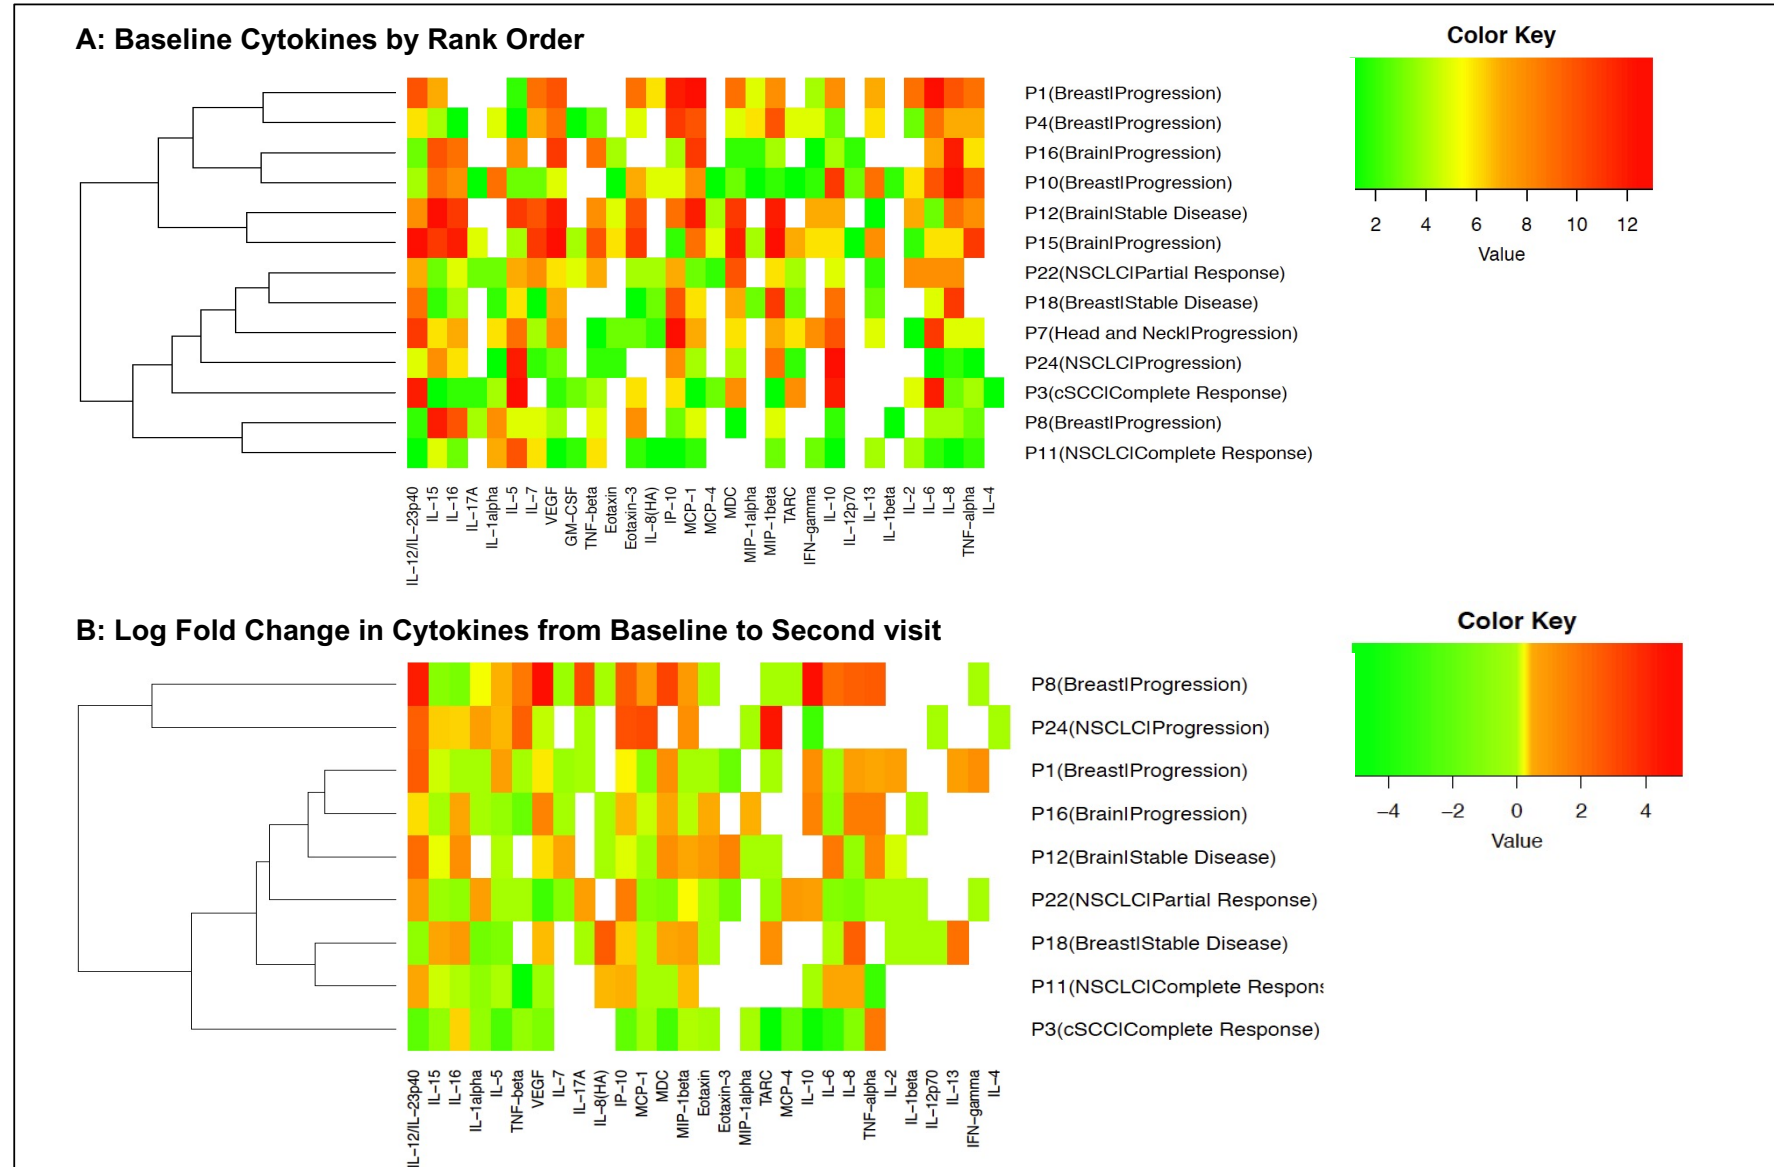 A: Baseline Cytokines by Rank Order
Color Key
2 4 6 8 10 12
Value
P1(Breast|Progression)
P4(Breast|Progression)
P16(Brain|Progression)
P10(Breast|Progression)
P12(Brain|Stable Disease)
P15(Brain|Progression)
P22(NSCLC|Partial Response)
P18(Breast|Stable Disease)
P7(Head and Neck|Progression)
P24(NSCLC|Progression)
P3(cSCC|Complete Response)
P8(Breast|Progression)
P11(NSCLC|Complete Response)
IL−12/IL−23p40
IL−15
IL−16
IL−17A
IL−1alpha
IL−5
IL−7
VEGF
GM−CSF
TNF−beta
Eotaxin
Eotaxin−3
IL−8(HA)
IP−10
MCP−1
MCP−4
MDC
MIP−1alpha
MIP−1beta
TARC
IFN−gamma
IL−10
IL−12p70
IL−13
IL−1beta
IL−2
IL−6
IL−8
TNF−alpha
IL−4
B: Log Fold Change in Cytokines from Baseline to Second visit
Color Key
−4 −2 0 2 4
Value
P8(Breast|Progression)
P24(NSCLC|Progression)
P1(Breast|Progression)
P16(Brain|Progression)
P12(Brain|Stable Disease)
P22(NSCLC|Partial Response)
P18(Breast|Stable Disease)
P11(NSCLC|Complete Respons
P3(cSCC|Complete Response)
IL−12/IL−23p40
IL−15
IL−16
IL−1alpha
IL−5
TNF−beta
VEGF
IL−7
IL−17A
IL−8(HA)
IP−10
MCP−1
MDC
MIP−1beta
Eotaxin
Eotaxin−3
MIP−1alpha
TARC
MCP−4
IL−10
IL−6
IL−8
TNF−alpha
IL−2
IL−1beta
IL−12p70
IL−13
IFN−gamma
IL−4